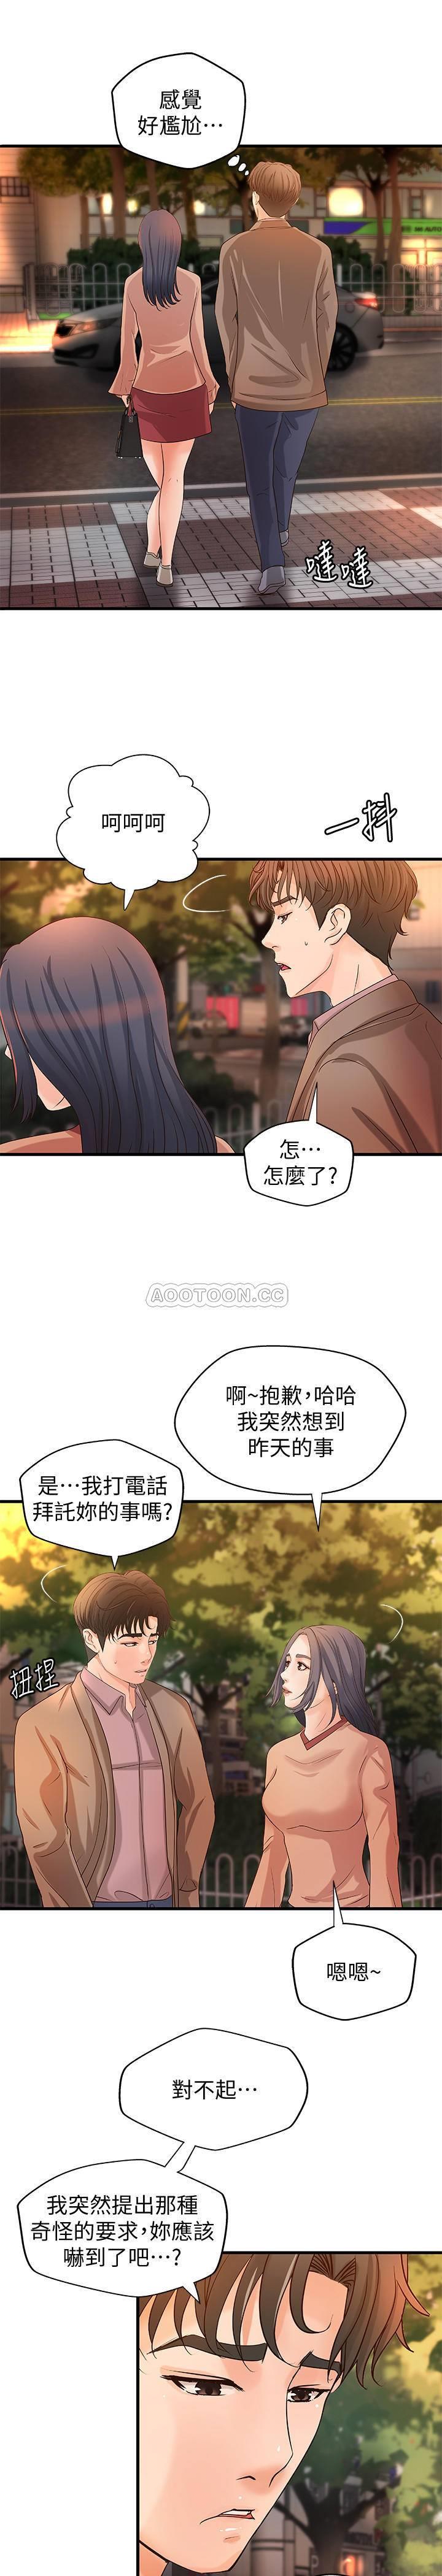 感覺
好尷尬…
噠噠
呵呵呵
一抖
怎…
怎麼了?
AOOTOON.CC
啊~抱歉,哈哈
我突然想到
昨天的事
是…我打電話
拜託妳的事嗎?
扭捏
嗯嗯~
對不起…
我突然提出那種
奇怪的要求,妳應該
嚇到了吧…?